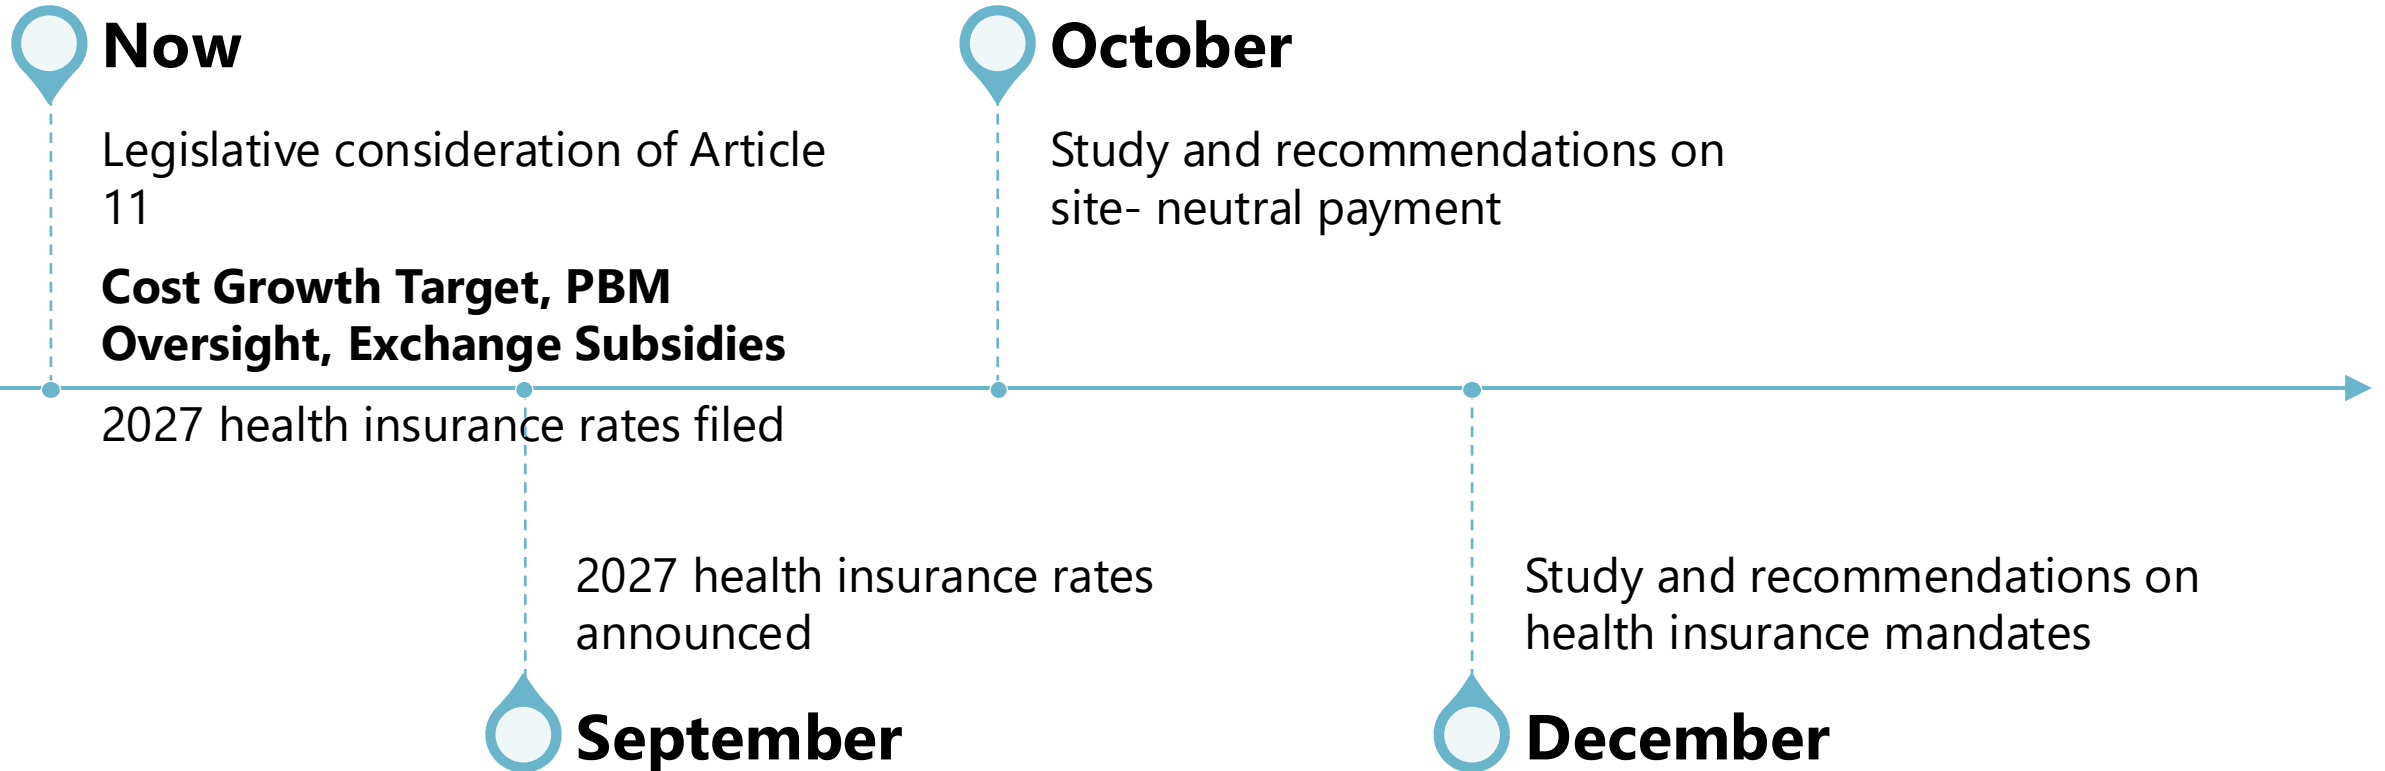 Now
Legislative consideration of Article
11
Cost Growth Target, PBM
Oversight, Exchange Subsidies
2027 health insurance rates filed
2027 health insurance rates
announced
September
October
Study and recommendations on
site- neutral payment
Study and recommendations on
health insurance mandates
December